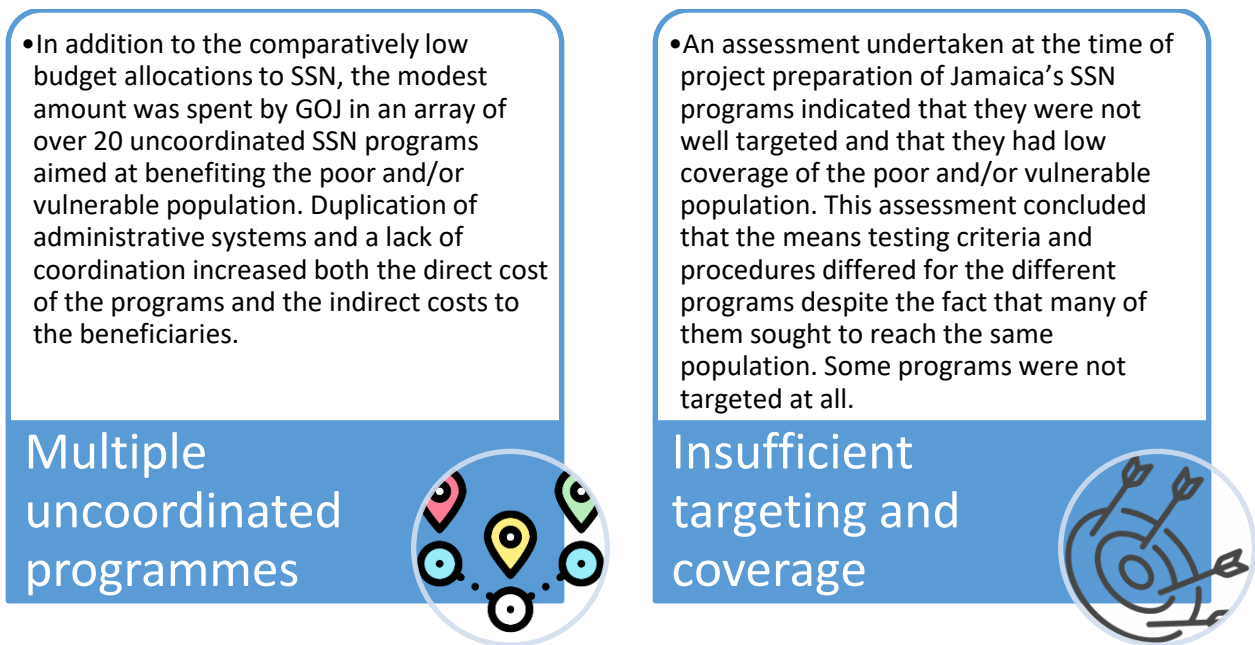 •In addition to the comparatively low
budget allocations to SSN, the modest
amount was spent by GOJ in an array of
over 20 uncoordinated SSN programs
aimed at benefiting the poor and/or
vulnerable population. Duplication of
administrative systems and a lack of
coordination increased both the direct cost
of the programs and the indirect costs to
the beneficiaries.
Multiple
uncoordinated
programmes
•An assessment undertaken at the time of
project preparation of Jamaica’s SSN
programs indicated that they were not
well targeted and that they had low
coverage of the poor and/or vulnerable
population. This assessment concluded
that the means testing criteria and
procedures differed for the different
programs despite the fact that many of
them sought to reach the same
population. Some programs were not
targeted at all.
Insufficient
targeting and
coverage